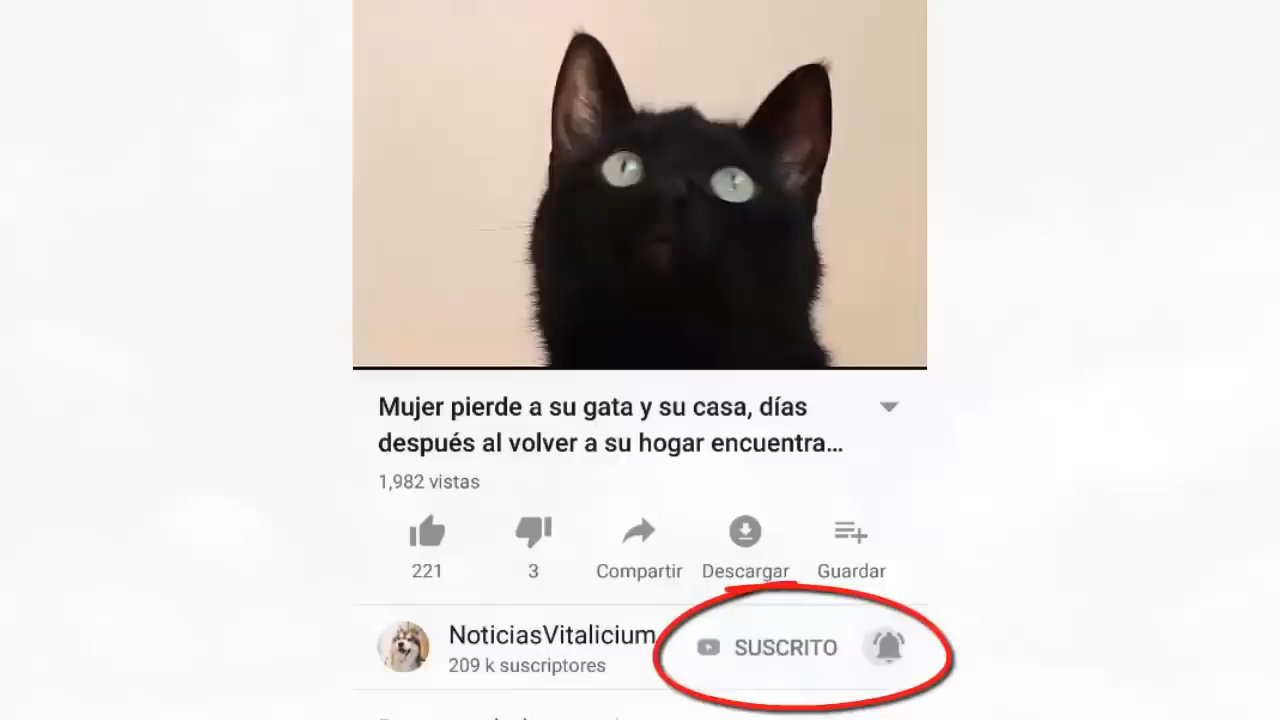 Mujer pierde a su gata y su casa, días
después al volver a su hogar encuentra...
1,982 vistas
221
3
Compartir
Descargar
Guardar
NoticiasVitalicium
SUSCRITO
209 k suscriptores